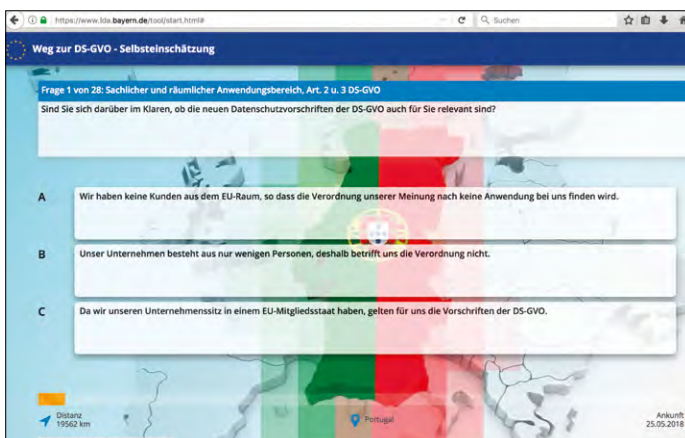 https://www.lda.bayern.de/tool/start.html#
Suchen
Weg zur DS-GVO - Selbsteinschätzung
Frage 1 von 28: Sachlicher und räumlicher Anwendungsbereich, Art. 2 u. 3 DS-GVO
Sind Sie sich darüber im Klaren, ob die neuen Datenschutzvorschriften der DS-GVO auch für Sie relevant sind?
A
Wir haben keine Kunden aus dem EU-Raum, so dass die Verordnung unserer Meinung nach keine Anwendung bei uns finden wird.
B
Unser Unternehmen besteht aus nur wenigen Personen, deshalb betrifft uns die Verordnung nicht.
C
Da wir unseren Unternehmenssitz in einem EU-Mitgliedsstaat haben, gelten für uns die Vorschriften der DS-GVO.
Distanz
19562 km
Portugal
Ankunft
25.05.2018